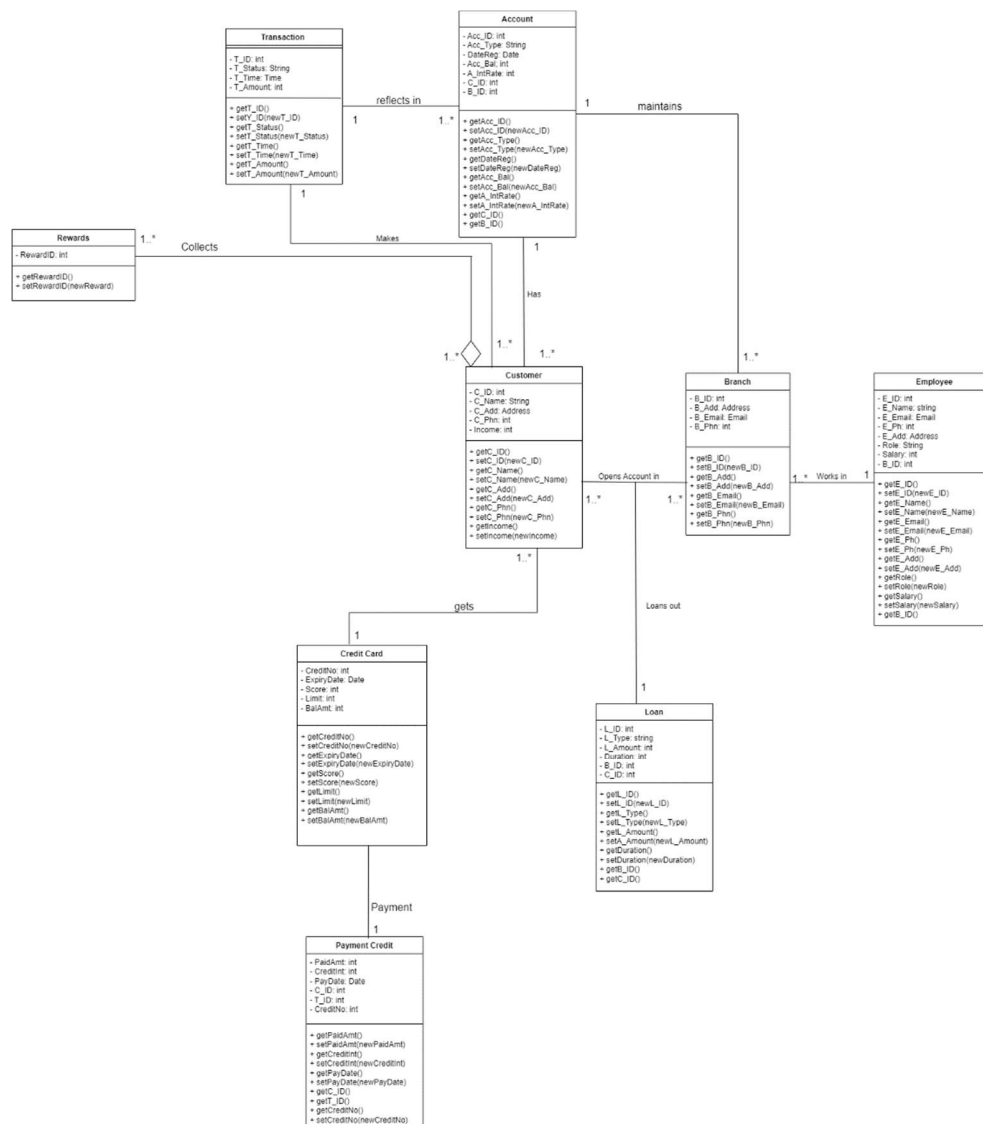 Transaction
- T_ID: int
- T_Status: String
- T_Time: Time
- T_Amount: int
+ getT_ID()
+ setY_ID(newT_ID)
+ getT_Status()
+ setT_Status(newT_Status)
+ getT_Time()
+ setT_Time(newT_Time)
+ getT_Amount()
+ setT_Amount(newT_Amount)
1
reflects in
1
1..*
Account
- Acc_ID: int
- Acc_Type: String
- DateReg: Date
- Acc_Bal: int
- A_IntRate: int
- C_ID: int
- B_ID: int
+ getAcc_ID()
+ setAcc_ID(newAcc_ID)
+ getAcc_Type()
+ setAcc_Type(newAcc_Type)
+ getDateReg()
+ setDateReg(newDateReg)
+ getAcc_Bal()
+ setAcc_Bal(newAcc_Bal)
+ getA_IntRate()
+ setA_IntRate(newA_IntRate)
+ getC_ID()
+ getB_ID()
1
maintains
1..*
1
Has
1..*
Makes
1..*
Rewards
- RewardID: int
+ getRewardID()
+ setRewardID(newReward)
1..*
Collects
1..*
Customer
- C_ID: int
- C_Name: String
- C_Add: Address
- C_Phn: int
- Income: int
+ getC_ID()
+ setC_ID(newC_ID)
+ getC_Name()
+ setC_Name(newC_Name)
+ getC_Add()
+ setC_Add(newC_Add)
+ getC_Phn()
+ setC_Phn(newC_Phn)
+ getIncome()
+ setIncome(newIncome)
1..*
Opens Account in
1..*
1..*
Branch
- B_ID: int
- B_Add: Address
- B_Email: Email
- B_Phn: int
+ getB_ID()
+ setB_ID(newB_ID)
+ getB_Add()
+ setB_Add(newB_Add)
+ getB_Email()
+ setB_Email(newB_Email)
+ getB_Phn()
+ setB_Phn(newB_Phn)
1..*
Works in
1
Employee
- E_ID: int
- E_Name: string
- E_Email: Email
- E_Ph: int
- E_Add: Address
- Role: String
- Salary: int
- B_ID: int
+ getE_ID()
+ setE_ID(newE_ID)
+ getE_Name()
+ setE_Name(newE_Name)
+ getE_Email()
+ setE_Email(newE_Email)
+ getE_Ph()
+ setE_Ph(newE_Ph)
+ getE_Add()
+ setE_Add(newE_Add)
+ getRole()
+ setRole(newRole)
+ getSalary()
+ setSalary(newSalary)
+ getB_ID()
gets
1
Loans out
1
Credit Card
- CreditNo: int
- ExpiryDate: Date
- Score: int
- Limit: int
- BalAmt: int
+ getCreditNo()
+ setCreditNo(newCreditNo)
+ getExpiryDate()
+ setExpiryDate(newExpiryDate)
+ getScore()
+ setScore(newScore)
+ getLimit()
+ setLimit(newLimit)
+ getBalAmt()
+ setBalAmt(newBalAmt)
Loan
- L_ID: int
- L_Type: string
- L_Amount: int
- Duration: int
- B_ID: int
- C_ID: int
+ getL_ID()
+ setL_ID(newL_ID)
+ getL_Type()
+ setL_Type(newL_Type)
+ getL_Amount()
+ setA_Amount(newL_Amount)
+ getDuration()
+ setDuration(newDuration)
+ getB_ID()
+ getC_ID()
Payment
1
Payment Credit
- PaidAmt: int
- CreditInt: int
- PayDate: Date
- C_ID: int
- T_ID: int
- CreditNo: int
+ getPaidAmt()
+ setPaidAmt(newPaidAmt)
+ getCreditInt()
+ setCreditInt(newCreditInt)
+ getPayDate()
+ setPayDate(newPayDate)
+ getC_ID()
+ getT_ID()
+ getCreditNo()
+ setCreditNo(newCreditNo)